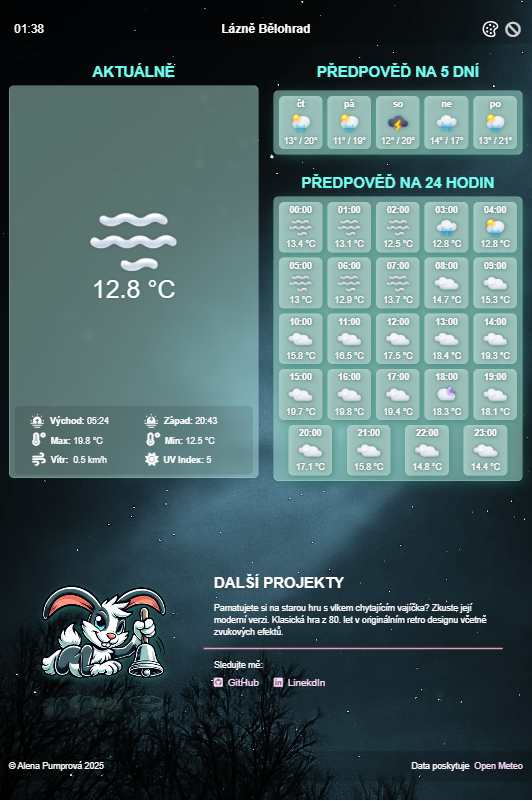 01:38
Lázně Bělohrad
AKTUÁLNĚ
12.8 °C
Východ: 05:24
Západ: 20:43
Max: 19.8 °C
Min: 12.5 °C
Vítr: 0.5 km/h
UV Index: 5
PŘEDPOVĚĎ NA 5 DNÍ
čt
pá
so
ne
po
13° / 20°
11° / 19°
12° / 20°
14° / 17°
13° / 21°
PŘEDPOVĚĎ NA 24 HODIN
00:00
01:00
02:00
03:00
04:00
13.4 °C
13.1 °C
12.5 °C
12.8 °C
12.8 °C
05:00
06:00
07:00
08:00
09:00
13 °C
12.9 °C
13.7 °C
14.7 °C
15.3 °C
10:00
11:00
12:00
13:00
14:00
15.8 °C
16.5 °C
17.5 °C
18.4 °C
19.3 °C
15:00
16:00
17:00
18:00
19:00
19.7 °C
19.8 °C
19.4 °C
18.3 °C
18.1 °C
20:00
21:00
22:00
23:00
17.1 °C
15.8 °C
14.8 °C
14.4 °C
DALŠÍ PROJEKTY
Pamatujete si na starou hru s vlkem chytajícím vajíčka? Zkuste její
moderní verzi. Klasická hra z 80. let v originálním retro designu včetně
zvukových efektů.
Sledujte mě:
GitHub
LinekdIn
© Alena Pumprová 2025
Data poskytuje Open Meteo